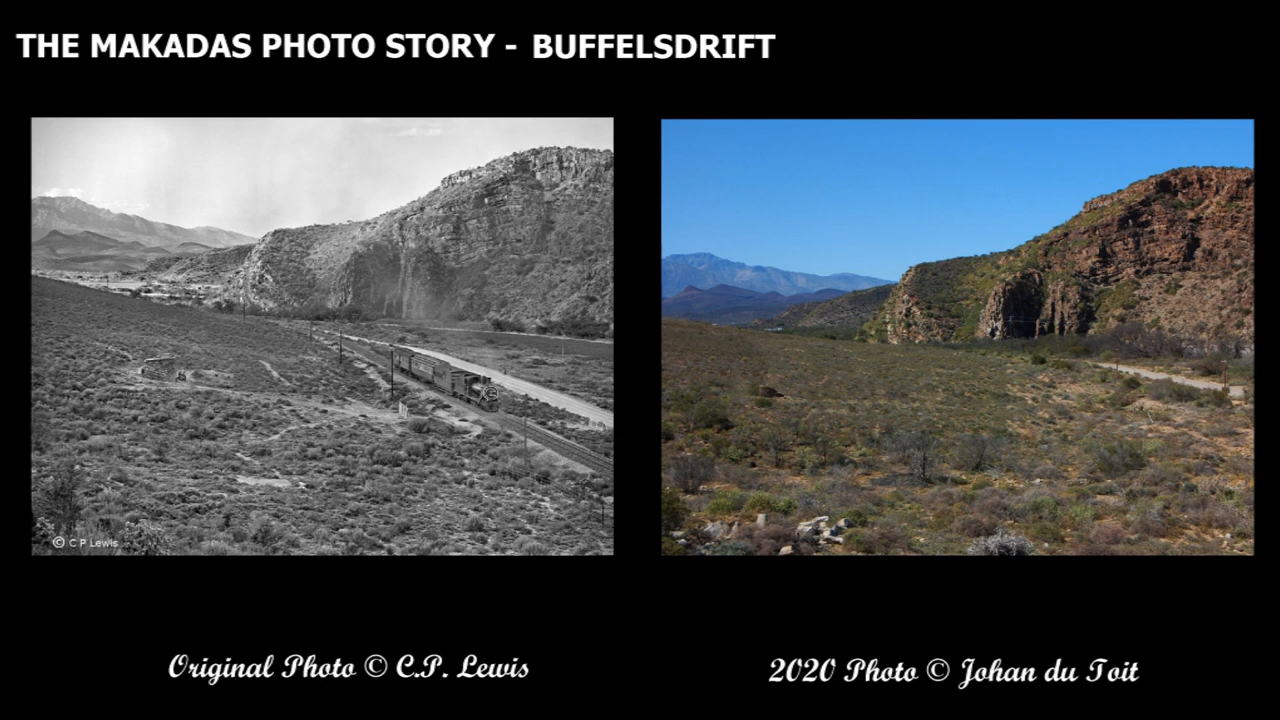 THE MAKADAS PHOTO STORY - BUFFELSDRIFT
© C P Lewis
Original Photo © C.P. Lewis
2020 Photo © Johan du Toit